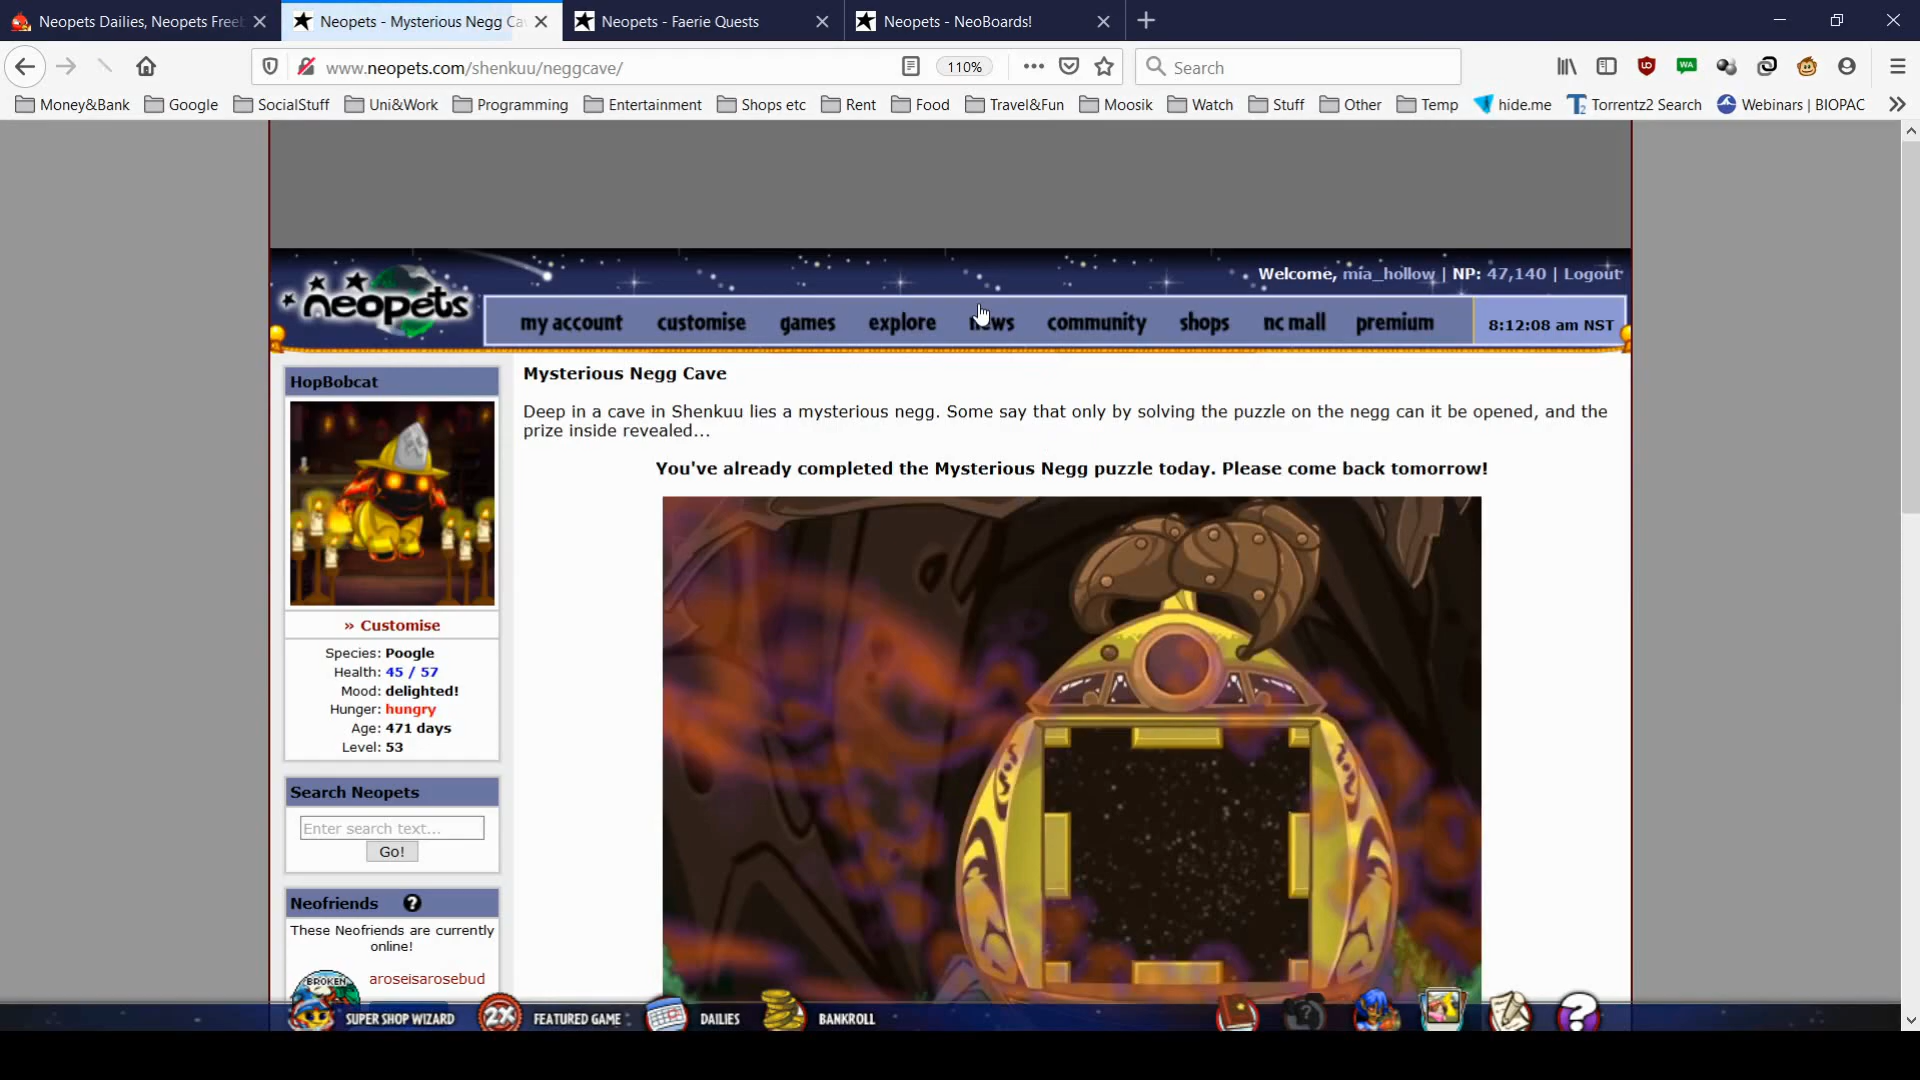 Neopets Dailies, Neopets Freeb
Neopets - Mysterious Negg Ca
Neopets - Faerie Quests
Neopets - NeoBoards!
www.neopets.com/shenkuu/neggcave/
110%
Search
Money&Bank
Google
SocialStuff
Uni&Work
Programming
Entertainment
Shops etc
Rent
Food
Travel&Fun
Moosik
Watch
Stuff
Other
Temp
hide.me
Torrentz2 Search
Webinars | BIOPAC
Welcome, mia_hollow | NP: 47,140 | Logout
neopets
my account
customise
games
explore
news
community
shops
nc mall
premium
8:12:08 am NST
HopBobcat
» Customise
Species: Poogle
Health: 45 / 57
Mood: delighted!
Hunger: hungry
Age: 471 days
Level: 53
Search Neopets
Enter search text...
Go!
Neofriends ?
These Neofriends are currently
online!
BROKEN
aroseisarosebud
Mysterious Negg Cave
Deep in a cave in Shenkuu lies a mysterious negg. Some say that only by solving the puzzle on the negg can it be opened, and the
prize inside revealed...
You've already completed the Mysterious Negg puzzle today. Please come back tomorrow!
SUPER SHOP WIZARD
2X
FEATURED GAME :
DAILIES
BANKROLL
?